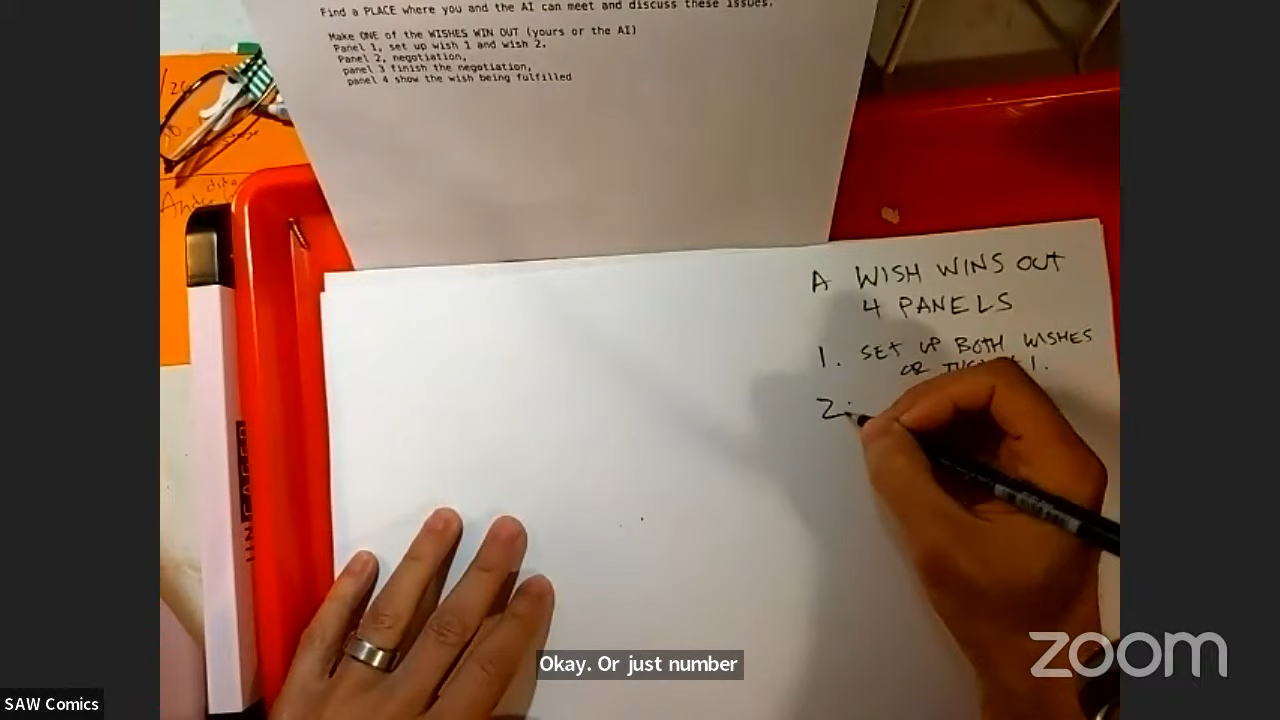 Find a PLACE where you and the AI can meet and discuss these issues.
Make ONE of the WISHES WIN OUT (yours or the AI)
Panel 1, set up wish 1 and wish 2,
Panel 2, negotiation,
panel 3 finish the negotiation,
panel 4 show the wish being fulfilled
A WISH WINS OUT
4 PANELS
1. SET UP BOTH WISHES
OR 1.
2.
UNCAGED
Okay. Or just number
zoom
SAW Comics